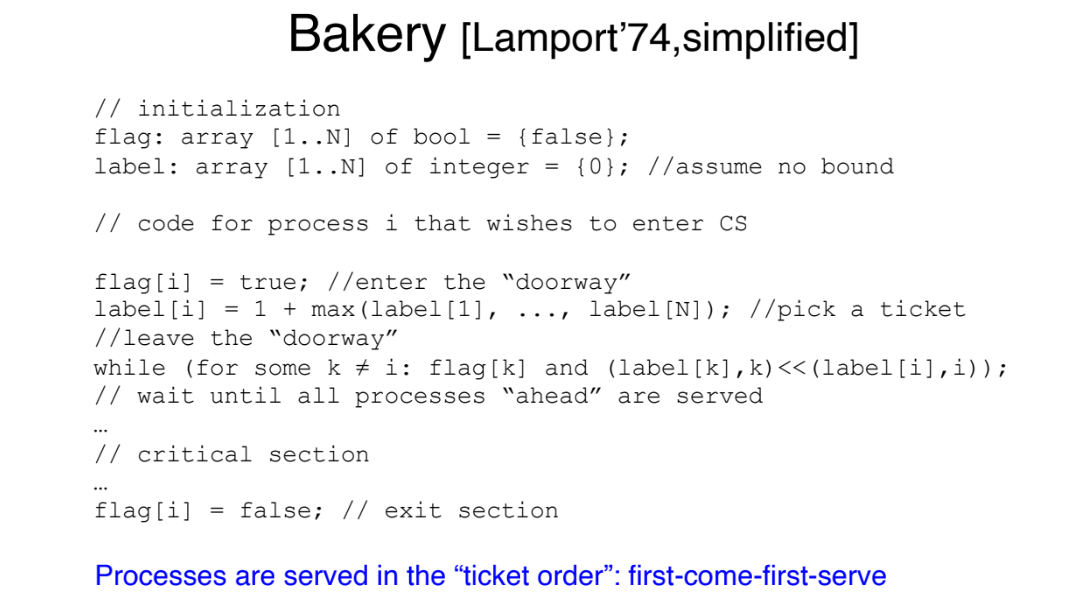 Bakery [Lamport’74,simplified]
// initialization
flag: array [1..N] of bool = {false};
label: array [1..N] of integer = {0}; //assume no bound
// code for process i that wishes to enter CS
flag[i] = true; //enter the “doorway”
label[i] = 1 + max(label[1], ..., label[N]); //pick a ticket
//leave the “doorway”
while (for some k ≠ i: flag[k] and (label[k],k)<<(label[i],i));
// wait until all processes “ahead” are served
…
// critical section
…
flag[i] = false; // exit section
Processes are served in the “ticket order”: first-come-first-serve